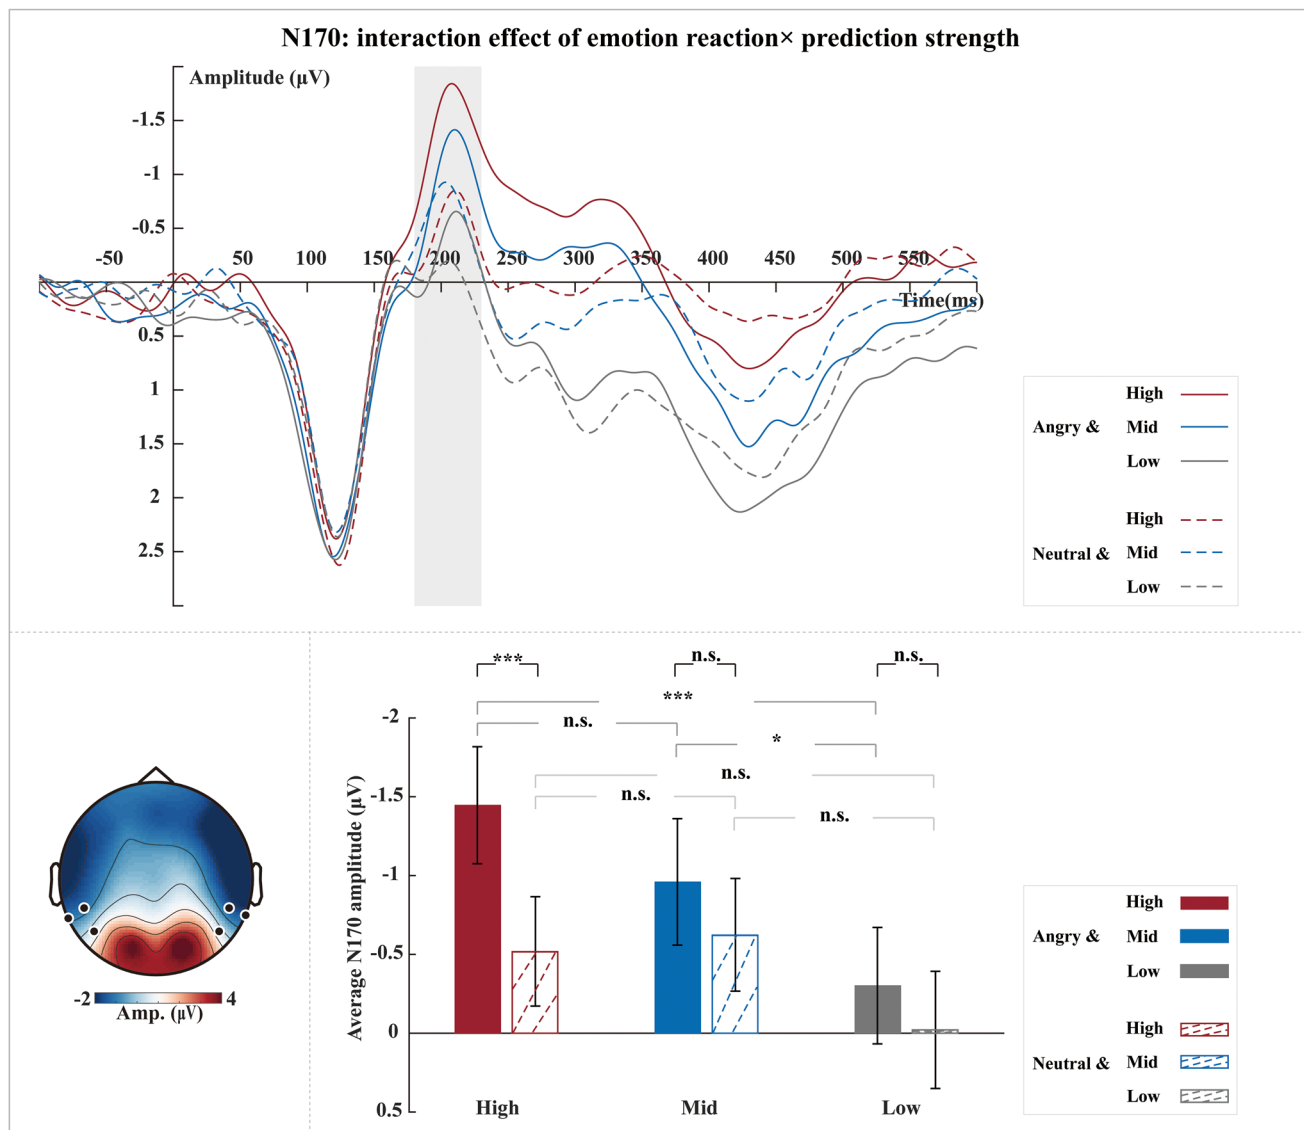 N170: interaction effect of emotion reaction× prediction strength
Amplitude (μV)
-1.5
-1
-0.5
-50 50 100 150 200 250 300 350 400 450 500 550
Time(ms)
0.5
1
1.5
2
2.5
High
Angry & Mid
Low
High
Neutral & Mid
Low
*** n.s. n.s.
***
n.s.
*
n.s.
n.s.
n.s.
-2
-1.5
-1
-0.5
0
0.5
Average N170 amplitude (μV)
High Mid Low
-2 4
Amp. (μV)
High
Angry & Mid
Low
High
Neutral & Mid
Low